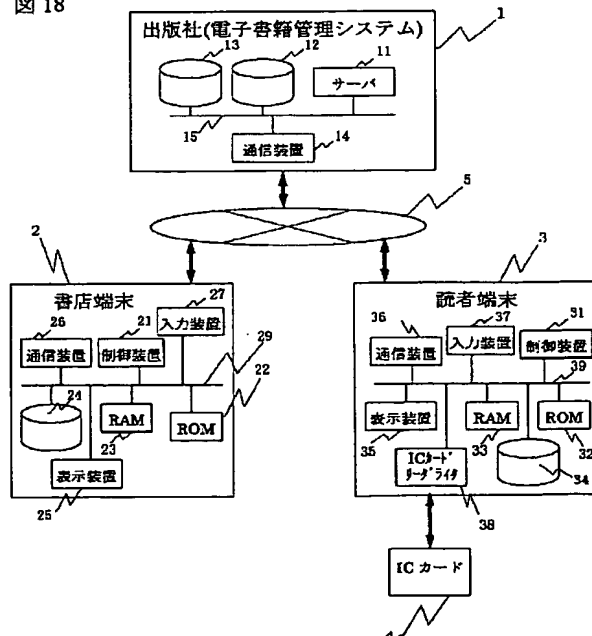 図 18
1
出版社(電子書籍管理システム)
13
12
11
サーバ
15
通信装置
14
5
2
3
書店端末
27
26
21
入力装置
通信装置
制御装置
29
24
RAM
23
ROM
22
表示装置
25
読者端末
36
37
31
通信装置
入力装置
制御装置
39
表示装置
35
RAM
33
ROM
32
ICカード
リーダライタ
34
38
ICカード
4